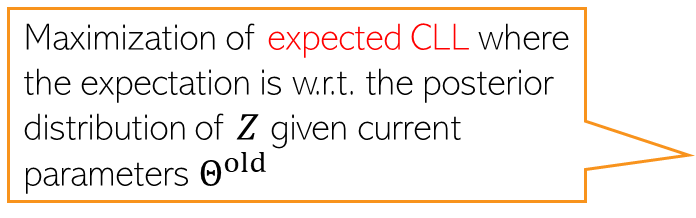 Maximization of expected CLL where
the expectation is w.r.t. the posterior
distribution of Z given current
parameters Θ^old